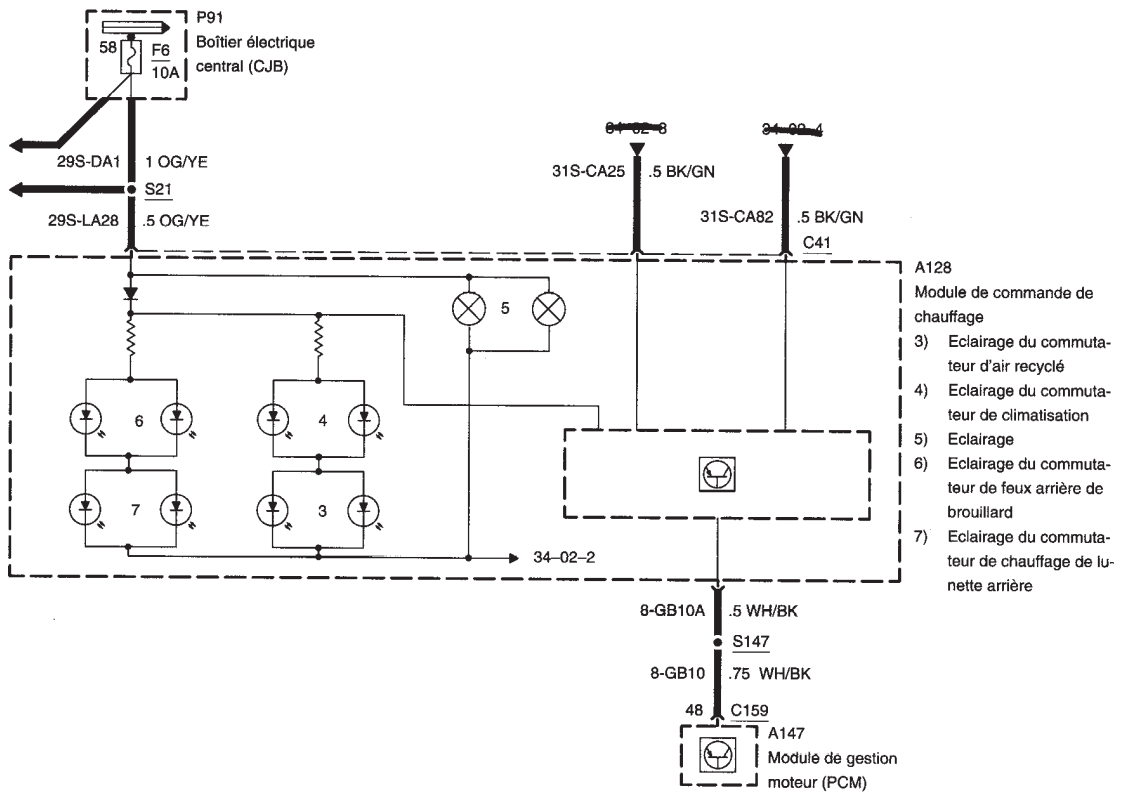 P91
Boîtier électrique
central (CJB)
58
F6
10A
29S-DA1
1 OG/YE
S21
29S-LA28
.5 OG/YE
31S-CA25
.5 BK/GN
31S-CA82
.5 BK/GN
C41
A128
Module de commande de
chauffage
3) Eclairage du commuta-
teur d'air recyclé
4) Eclairage du commuta-
teur de climatisation
5) Eclairage
6) Eclairage du commuta-
teur de feux arrière de
brouillard
7) Eclairage du commuta-
teur de chauffage de lu-
nette arrière
5
6
4
7
3
34-02-2
8-GB10A
.5 WH/BK
S147
8-GB10
.75 WH/BK
48
C159
A147
Module de gestion
moteur (PCM)